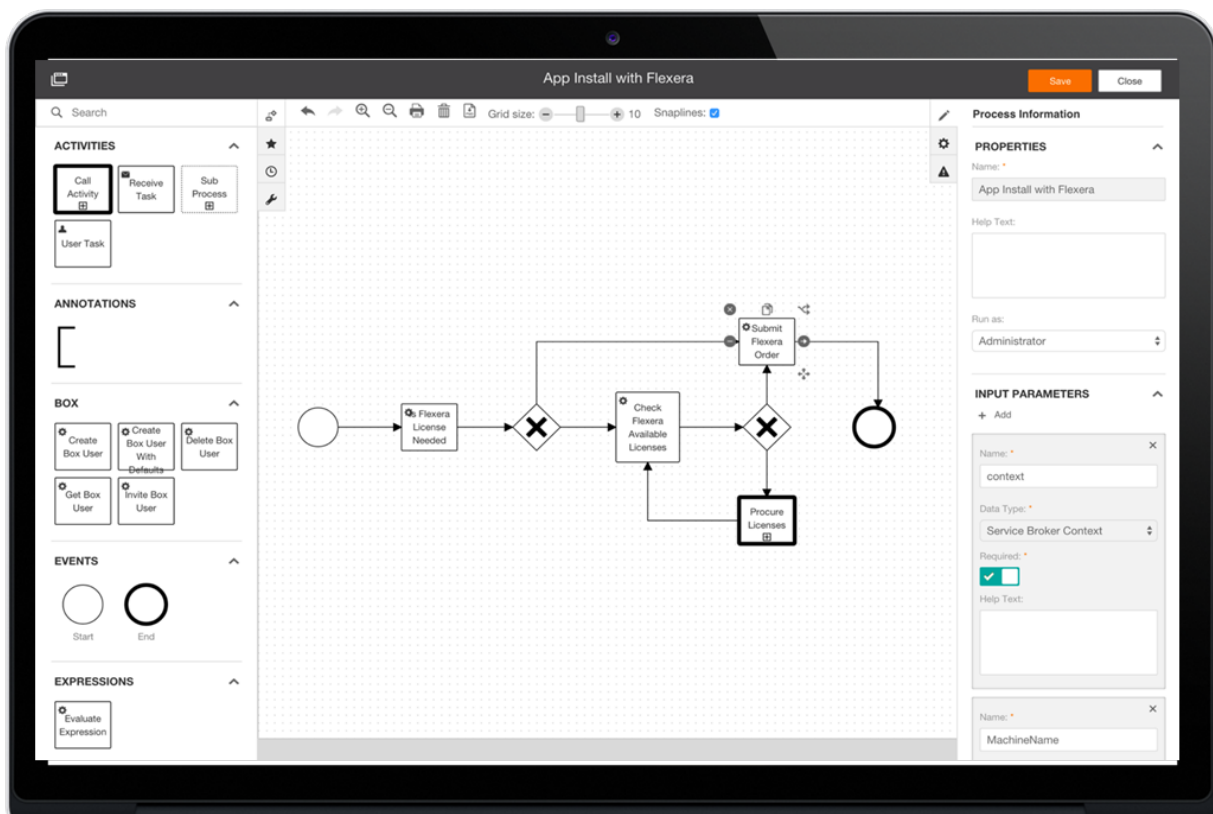 App Install with Flexera
Save
Close
Search
Grid size:
10
Snaplines:
ACTIVITIES
Call
Activity
Receive
Task
Sub
Process
User Task
ANNOTATIONS
BOX
Create
Box User
Create
Box User
With
Defaults
Delete Box
User
Get Box
User
Invite Box
User
EVENTS
Start
End
EXPRESSIONS
Evaluate
Expression
s Flexera
License
Needed
Check
Flexera
Available
Licenses
Submit
Flexera
Order
Procure
Licenses
Process Information
PROPERTIES
Name: *
App Install with Flexera
Help Text:
Run as:
Administrator
INPUT PARAMETERS
+ Add
Name: *
context
Data Type: *
Service Broker Context
Required: *
Help Text:
Name: *
MachineName